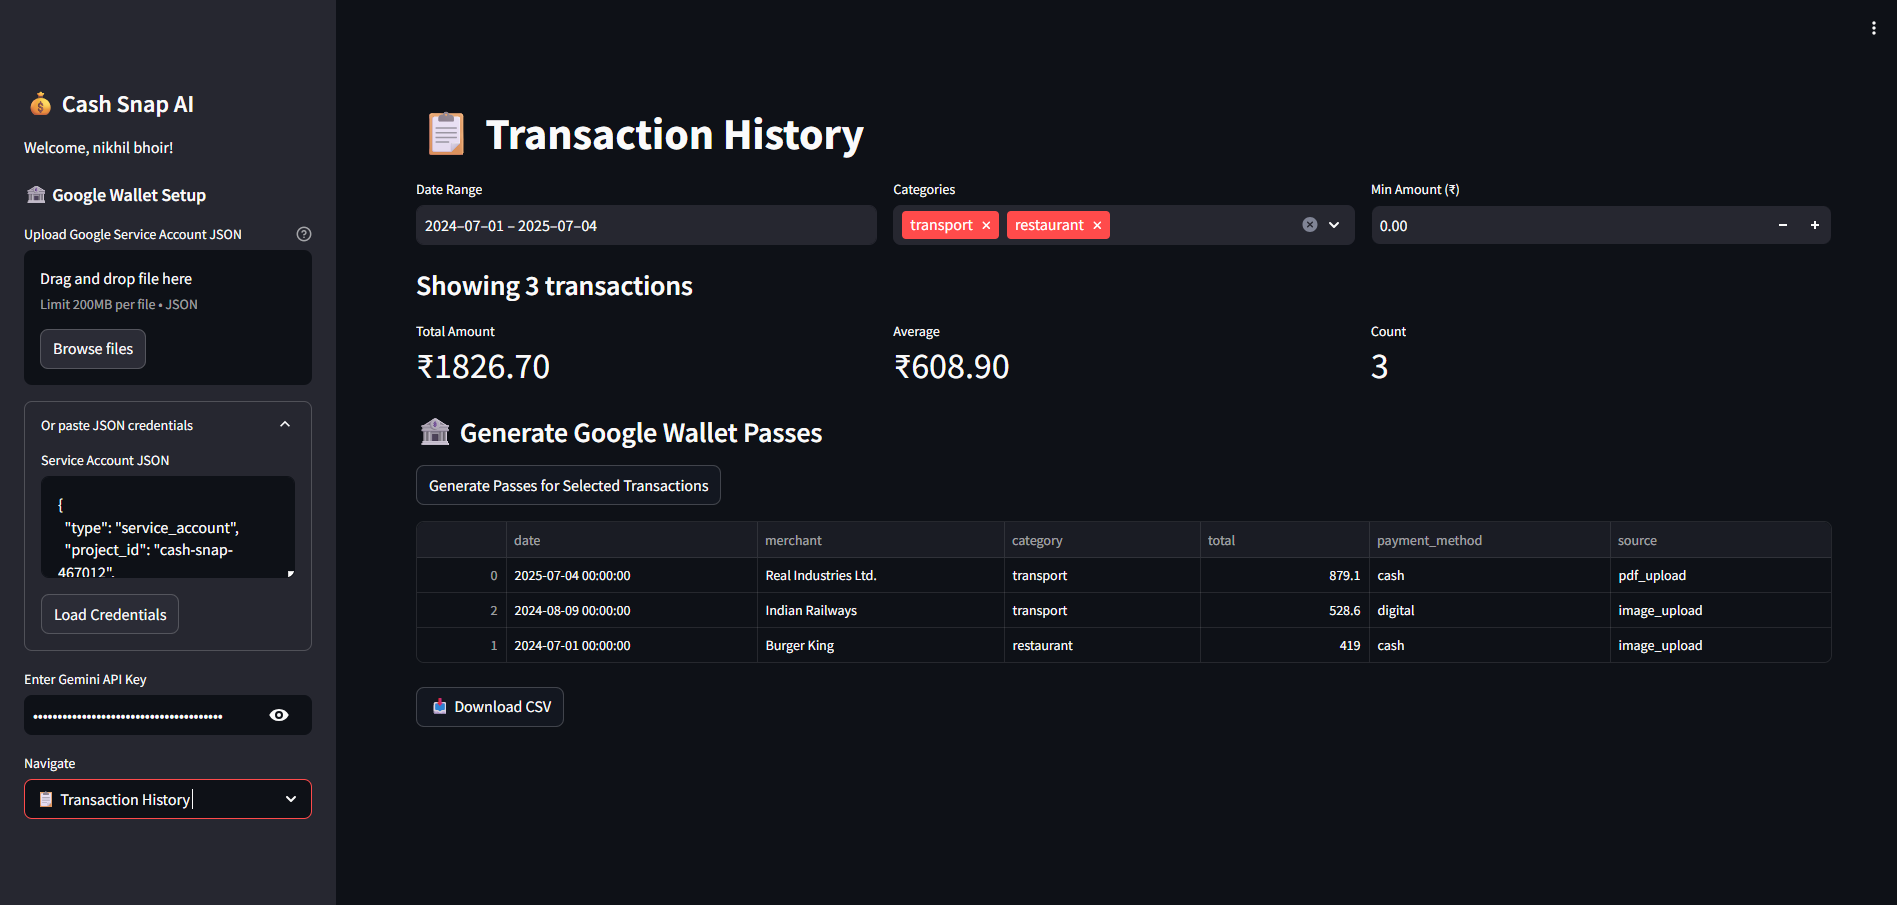 Cash Snap AI
Welcome, nikhil bhoir!
Google Wallet Setup
Upload Google Service Account JSON
Drag and drop file here
Limit 200MB per file • JSON
Browse files
Or paste JSON credentials
Service Account JSON
{
"type": "service_account",
"project_id": "cash-snap-
467012",
Load Credentials
Enter Gemini API Key
Navigate
Transaction History
Transaction History
Date Range
2024–07–01 – 2025–07–04
Categories
transport
restaurant
Min Amount (₹)
0.00
Showing 3 transactions
Total Amount
₹1826.70
Average
₹608.90
Count
3
Generate Google Wallet Passes
Generate Passes for Selected Transactions
date merchant category total payment_method source
0 2025-07-04 00:00:00 Real Industries Ltd. transport 879.1 cash pdf_upload
2 2024-08-09 00:00:00 Indian Railways transport 528.6 digital image_upload
1 2024-07-01 00:00:00 Burger King restaurant 419 cash image_upload
Download CSV